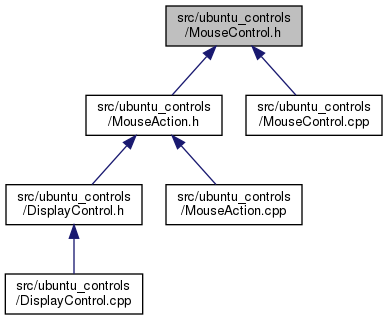 src/ubuntu_controls
/MouseControl.h
src/ubuntu_controls
/MouseAction.h
src/ubuntu_controls
/MouseControl.cpp
src/ubuntu_controls
/DisplayControl.h
src/ubuntu_controls
/MouseAction.cpp
src/ubuntu_controls
/DisplayControl.cpp